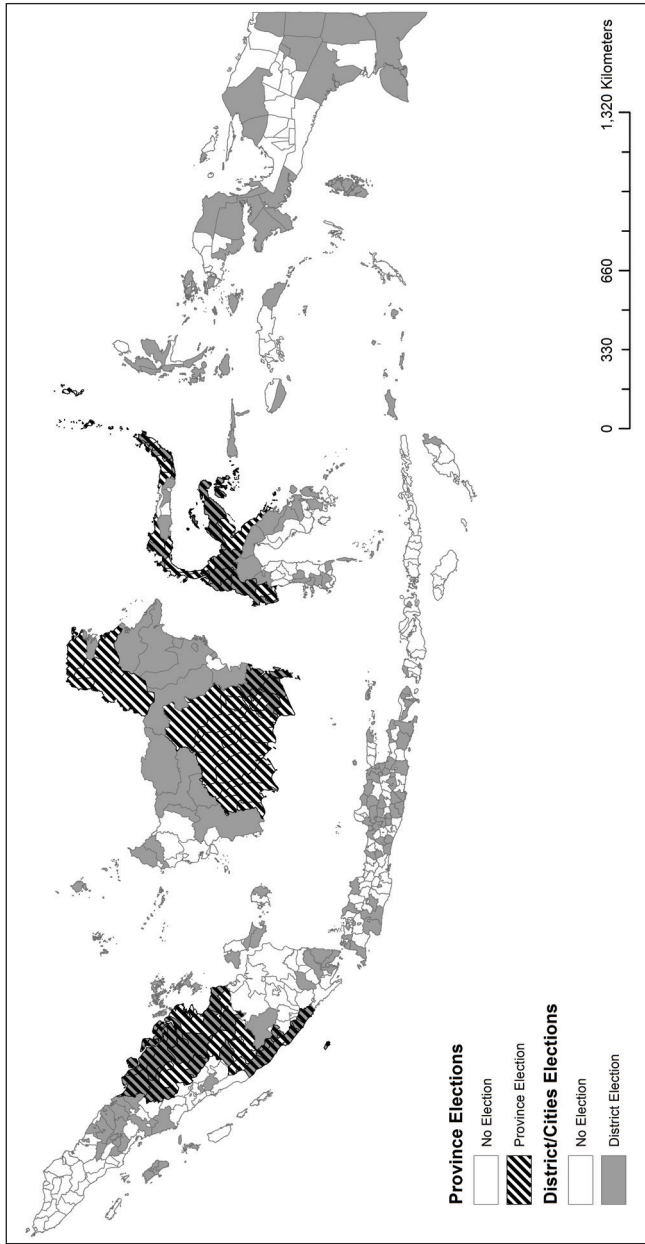 Province Elections
No Election
Province Election
District/Cities Elections
No Election
District Election
0 330 660 1,320 Kilometers